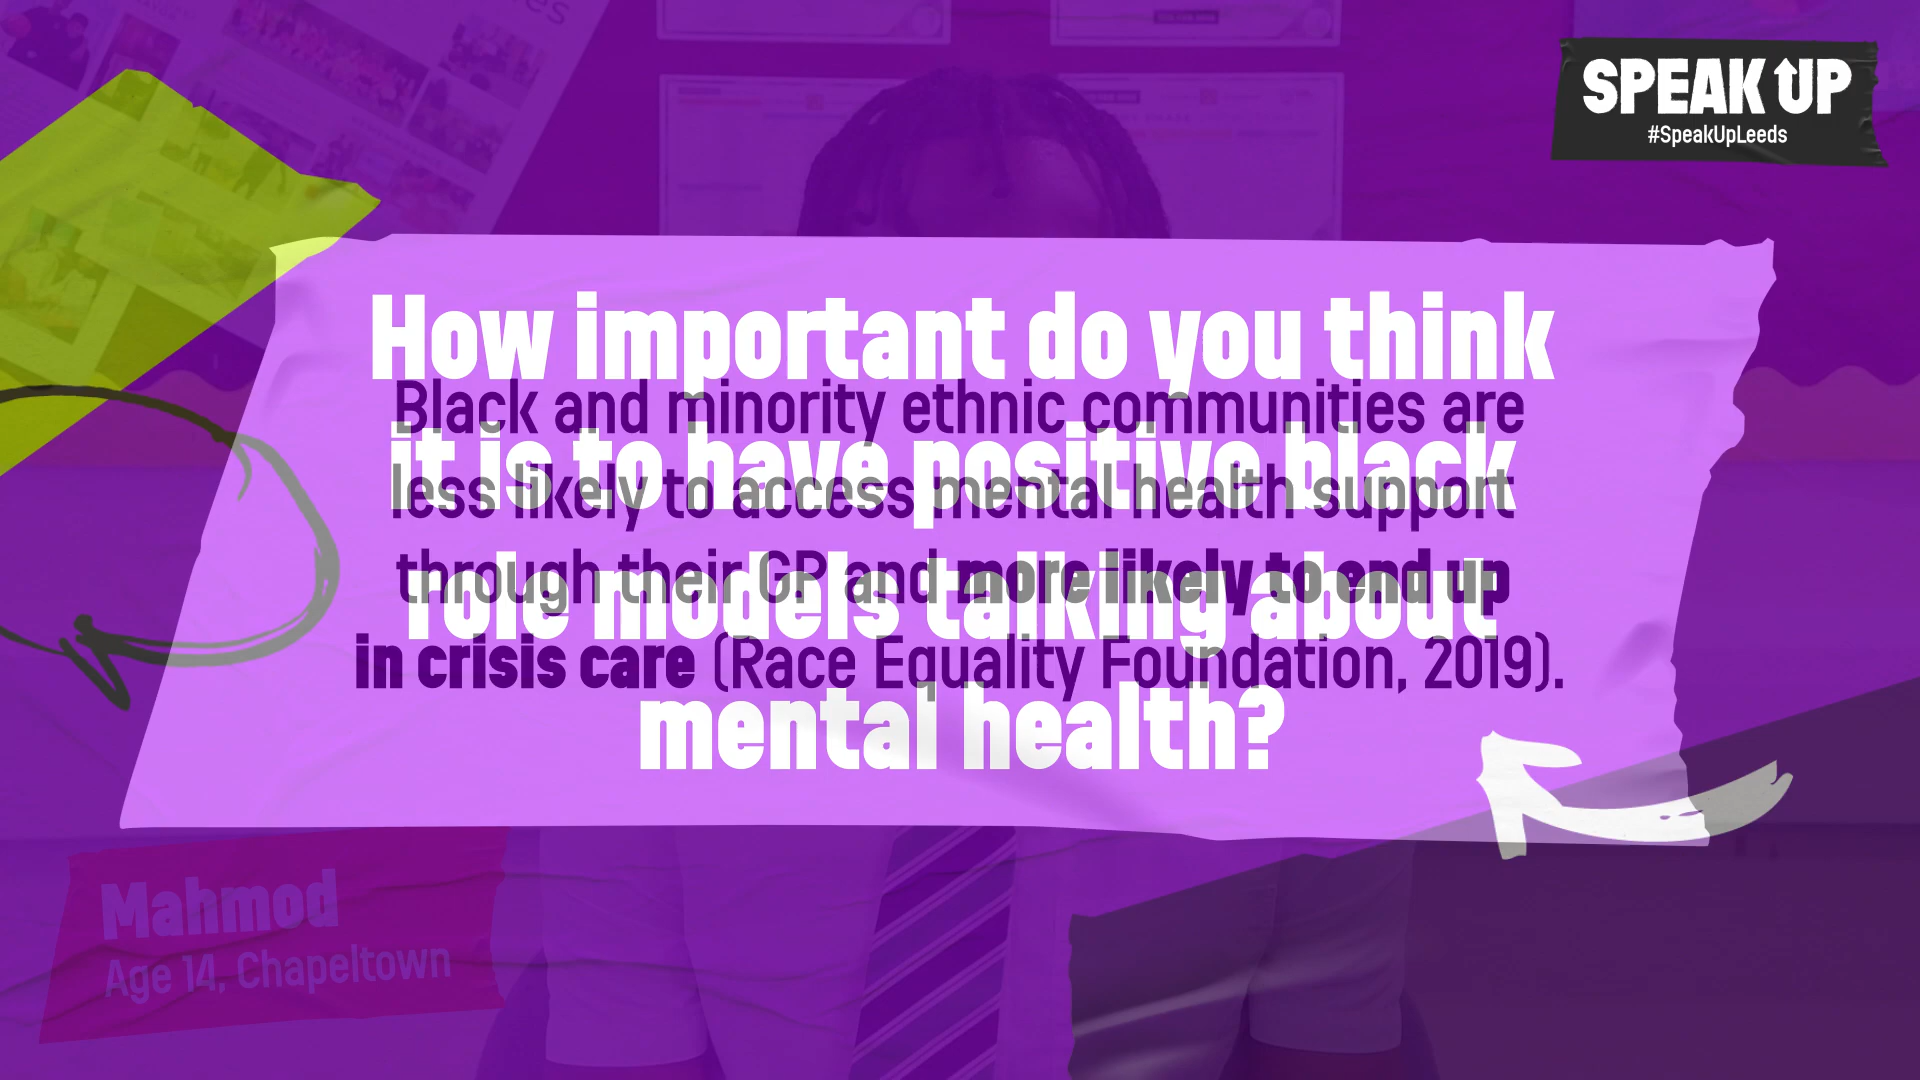 SPEAK UP
#SpeakUpLeeds
How important do you think
it is to have positive black
role models talking about
mental health?
Black and minority ethnic communities are
less likely to access mental health support
through their GP and more likely to end up
in crisis care (Race Equality Foundation, 2019).
Mahmod
Age 14, Chapeltown